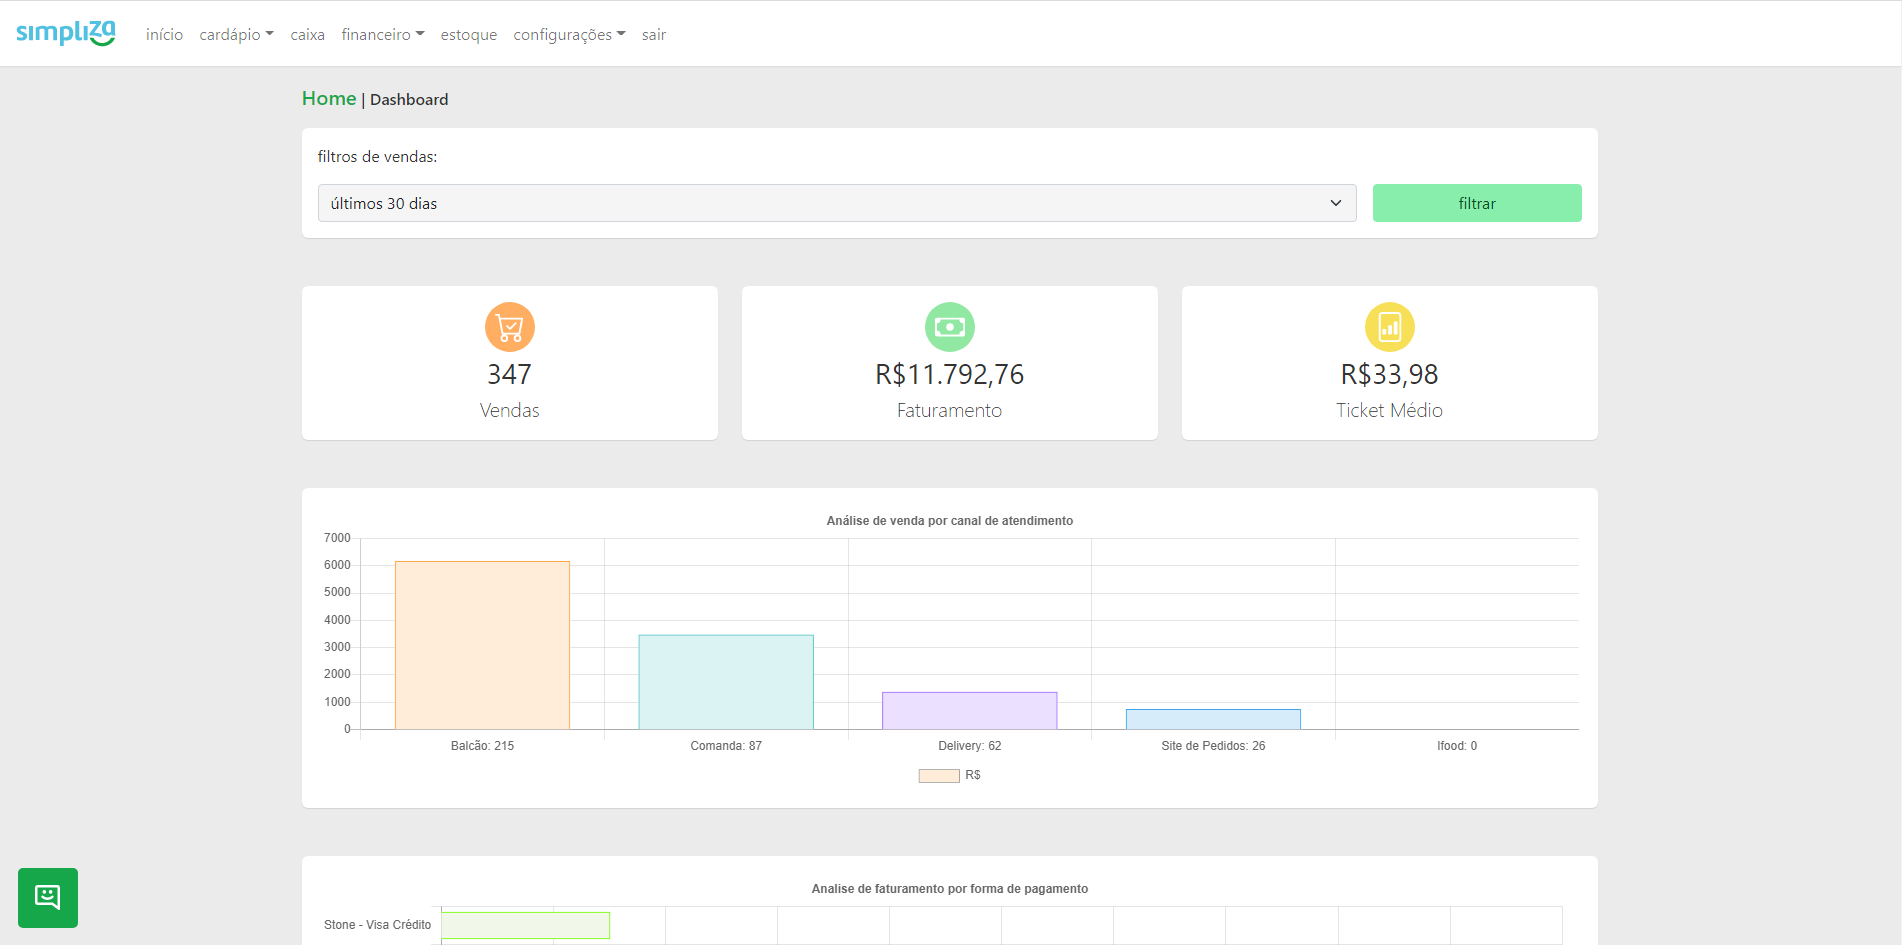 simpliza início cardápio caixa financeiro estoque configurações sair
Home | Dashboard
filtros de vendas:
últimos 30 dias filtrar
347 R$11.792,76 R$33,98
Vendas Faturamento Ticket Médio
Análise de venda por canal de atendimento
7000
6000
5000
4000
3000
2000
1000
0
Balcão: 215 Comanda: 87 Delivery: 62 Site de Pedidos: 26 Ifood: 0
R$
Analise de faturamento por forma de pagamento
Stone - Visa Crédito